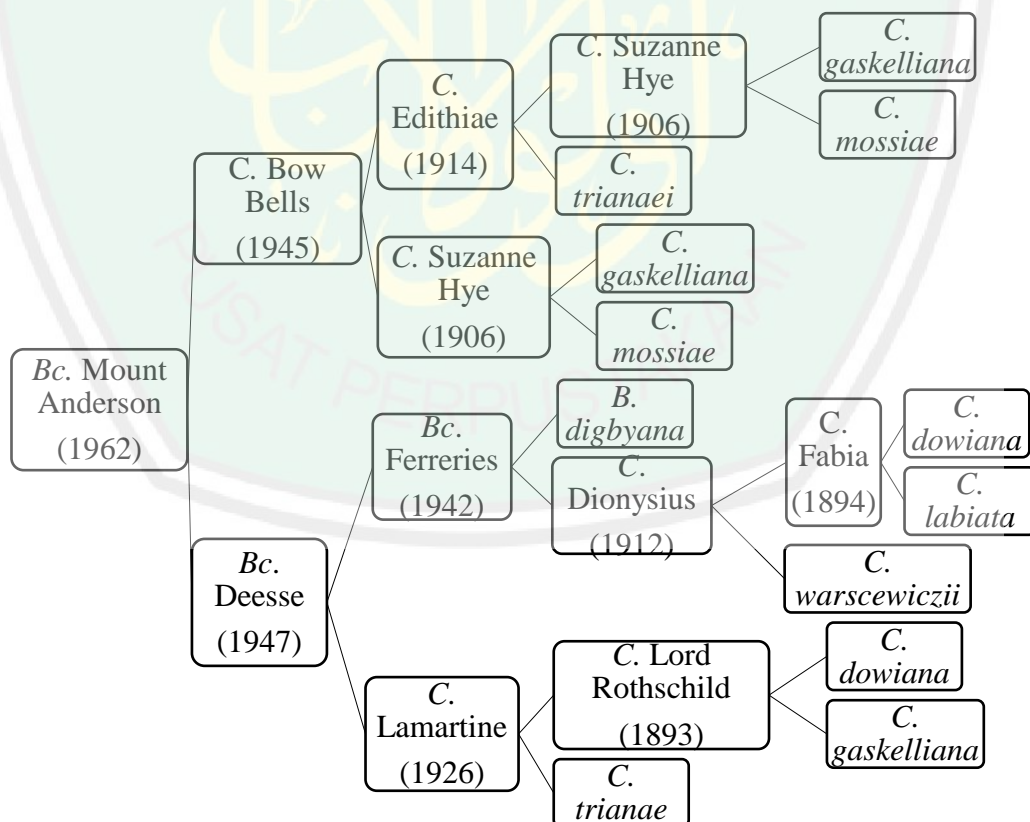 Bc. Mount
Anderson
(1962)
C. Bow
Bells
(1945)
C.
Edithiae
(1914)
C. Suzanne
Hye
(1906)
C.
gaskelliana
C.
mossiae
C.
trianaei
C. Suzanne
Hye
(1906)
C.
gaskelliana
C.
mossiae
Bc.
Deesse
(1947)
Bc.
Ferreries
(1942)
B.
digbyana
C.
Dionysius
(1912)
C.
Fabia
(1894)
C.
dowiana
C.
labiata
C.
warscewiczii
C.
Lamartine
(1926)
C. Lord
Rothschild
(1893)
C.
dowiana
C.
gaskelliana
C.
trianae
PUSAT PERPUS